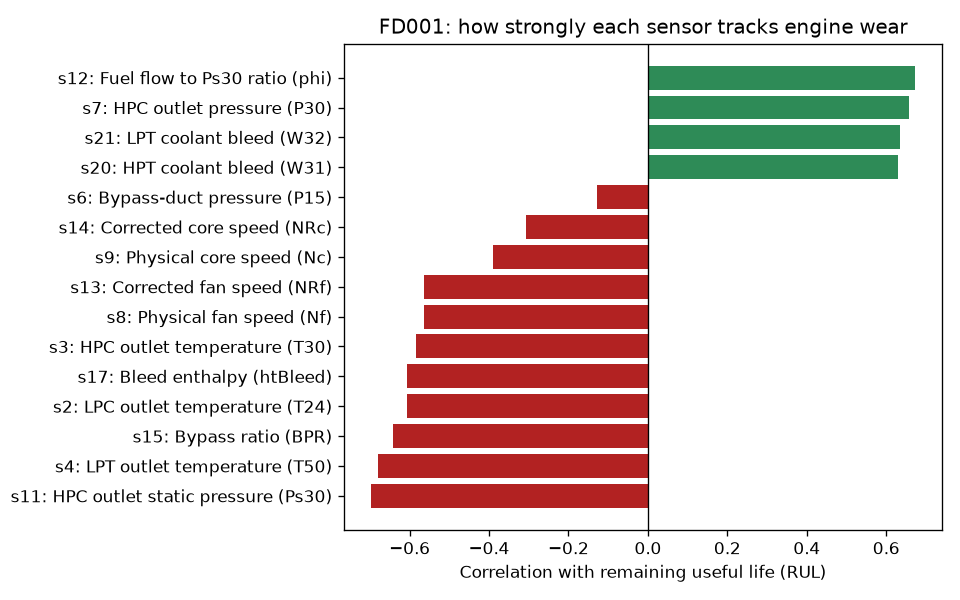 FD001: how strongly each sensor tracks engine wear
s12: Fuel flow to Ps30 ratio (phi)
s7: HPC outlet pressure (P30)
s21: LPT coolant bleed (W32)
s20: HPT coolant bleed (W31)
s6: Bypass-duct pressure (P15)
s14: Corrected core speed (NRc)
s9: Physical core speed (Nc)
s13: Corrected fan speed (NRf)
s8: Physical fan speed (Nf)
s3: HPC outlet temperature (T30)
s17: Bleed enthalpy (htBleed)
s2: LPC outlet temperature (T24)
s15: Bypass ratio (BPR)
s4: LPT outlet temperature (T50)
s11: HPC outlet static pressure (Ps30)
−0.6 −0.4 −0.2 0.0 0.2 0.4 0.6
Correlation with remaining useful life (RUL)